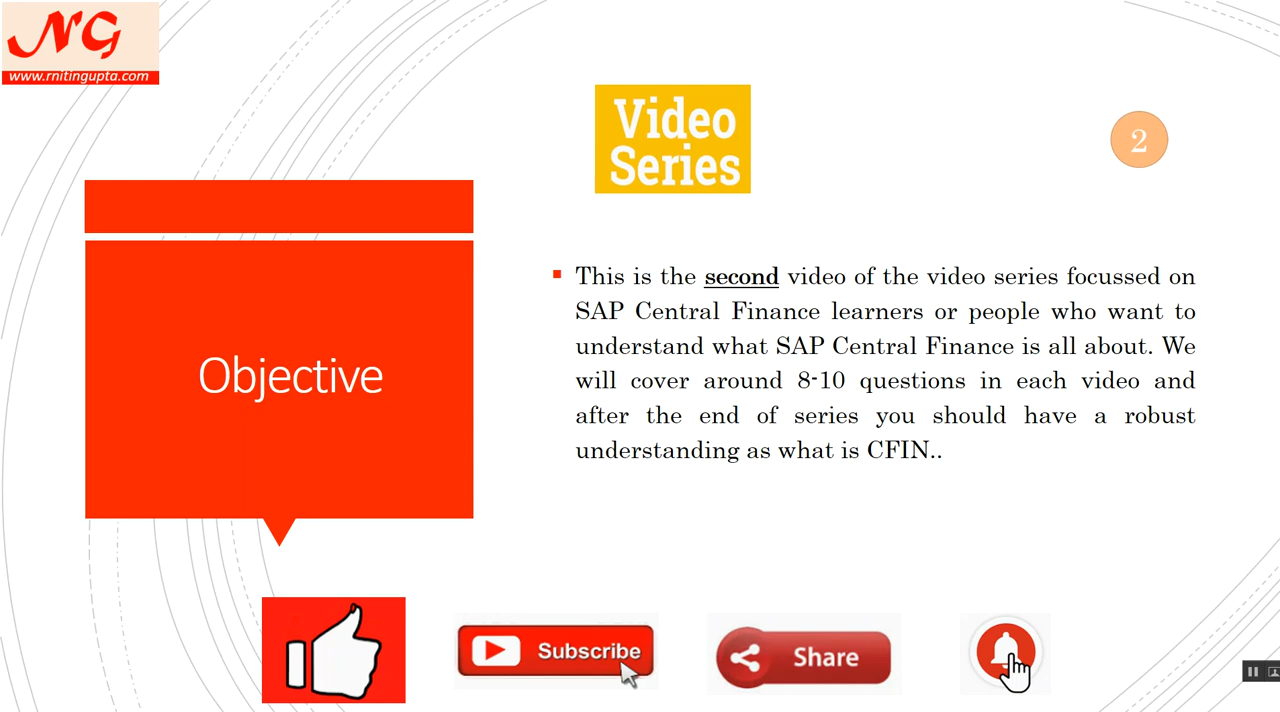 NG
www.rnitingupta.com
Video
Series
2
Objective
This is the second video of the video series focussed on
SAP Central Finance learners or people who want to
understand what SAP Central Finance is all about. We
will cover around 8-10 questions in each video and
after the end of series you should have a robust
understanding as what is CFIN..
Subscribe
Share